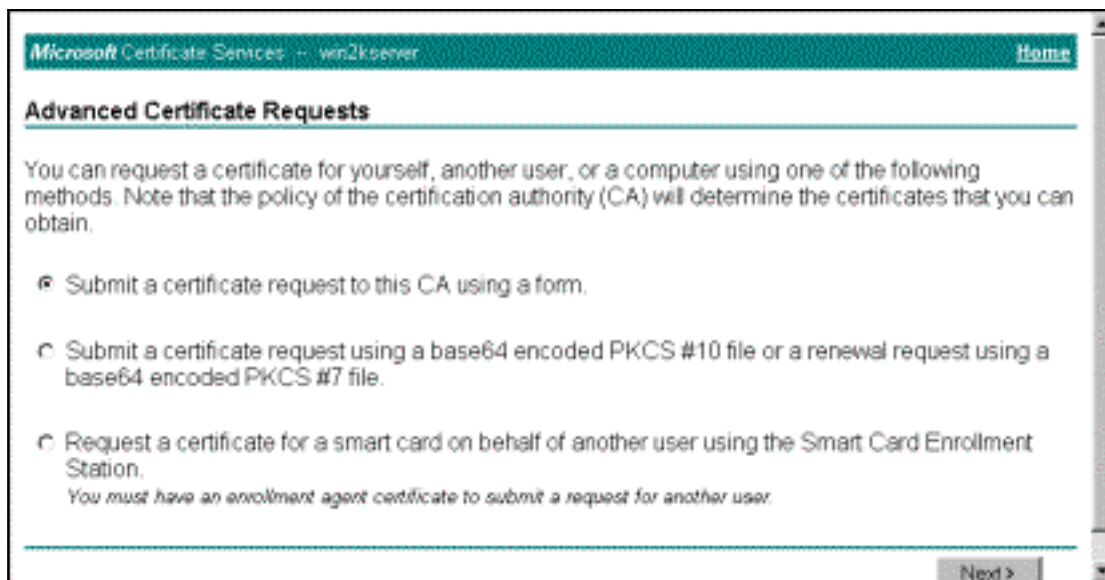 Microsoft Certificate Services -- win2kserver Home
Advanced Certificate Requests
You can request a certificate for yourself, another user, or a computer using one of the following
methods. Note that the policy of the certification authority (CA) will determine the certificates that you can
obtain.
Submit a certificate request to this CA using a form.
Submit a certificate request using a base64 encoded PKCS #10 file or a renewal request using a
base64 encoded PKCS #7 file.
Request a certificate for a smart card on behalf of another user using the Smart Card Enrollment
Station.
You must have an enrollment agent certificate to submit a request for another user.
Next >